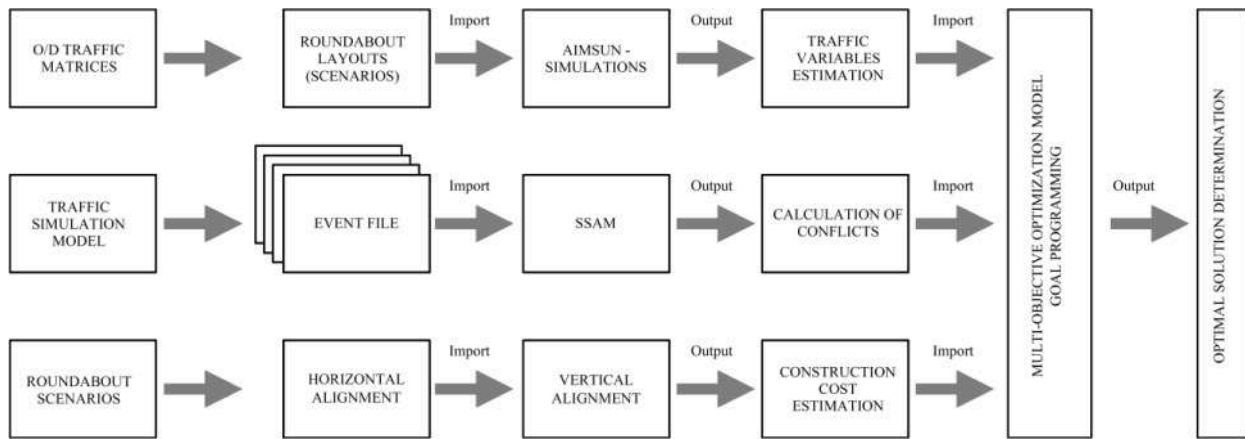 O/D TRAFFIC
MATRICES
ROUNDABOUT
LAYOUTS
(SCENARIOS)
Import
AIMSUN -
SIMULATIONS
Output
TRAFFIC
VARIABLES
ESTIMATION
Import
TRAFFIC
SIMULATION
MODEL
EVENT FILE
Import
SSAM
Output
CALCULATION OF
CONFLICTS
Import
ROUNDABOUT
SCENARIOS
HORIZONTAL
ALIGNMENT
Import
VERTICAL
ALIGNMENT
Output
CONSTRUCTION
COST
ESTIMATION
Import
MULTI-OBJECTIVE OPTIMIZATION MODEL
GOAL PROGRAMMING
Output
OPTIMAL SOLUTION DETERMINATION